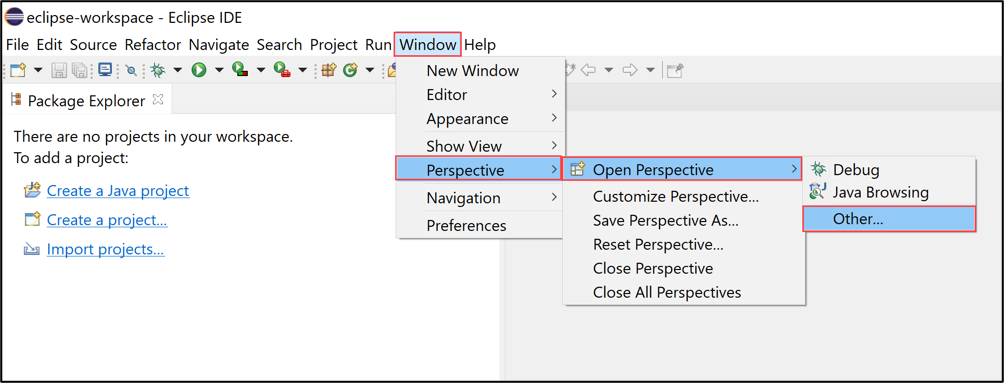 eclipse-workspace - Eclipse IDE
File Edit Source Refactor Navigate Search Project Run Window Help
Package Explorer
There are no projects in your workspace.
To add a project:
Create a Java project
Create a project...
Import projects...
New Window
Editor
Appearance
Show View
Perspective
Navigation
Preferences
Open Perspective
Customize Perspective...
Save Perspective As...
Reset Perspective...
Close Perspective
Close All Perspectives
Debug
Java Browsing
Other...